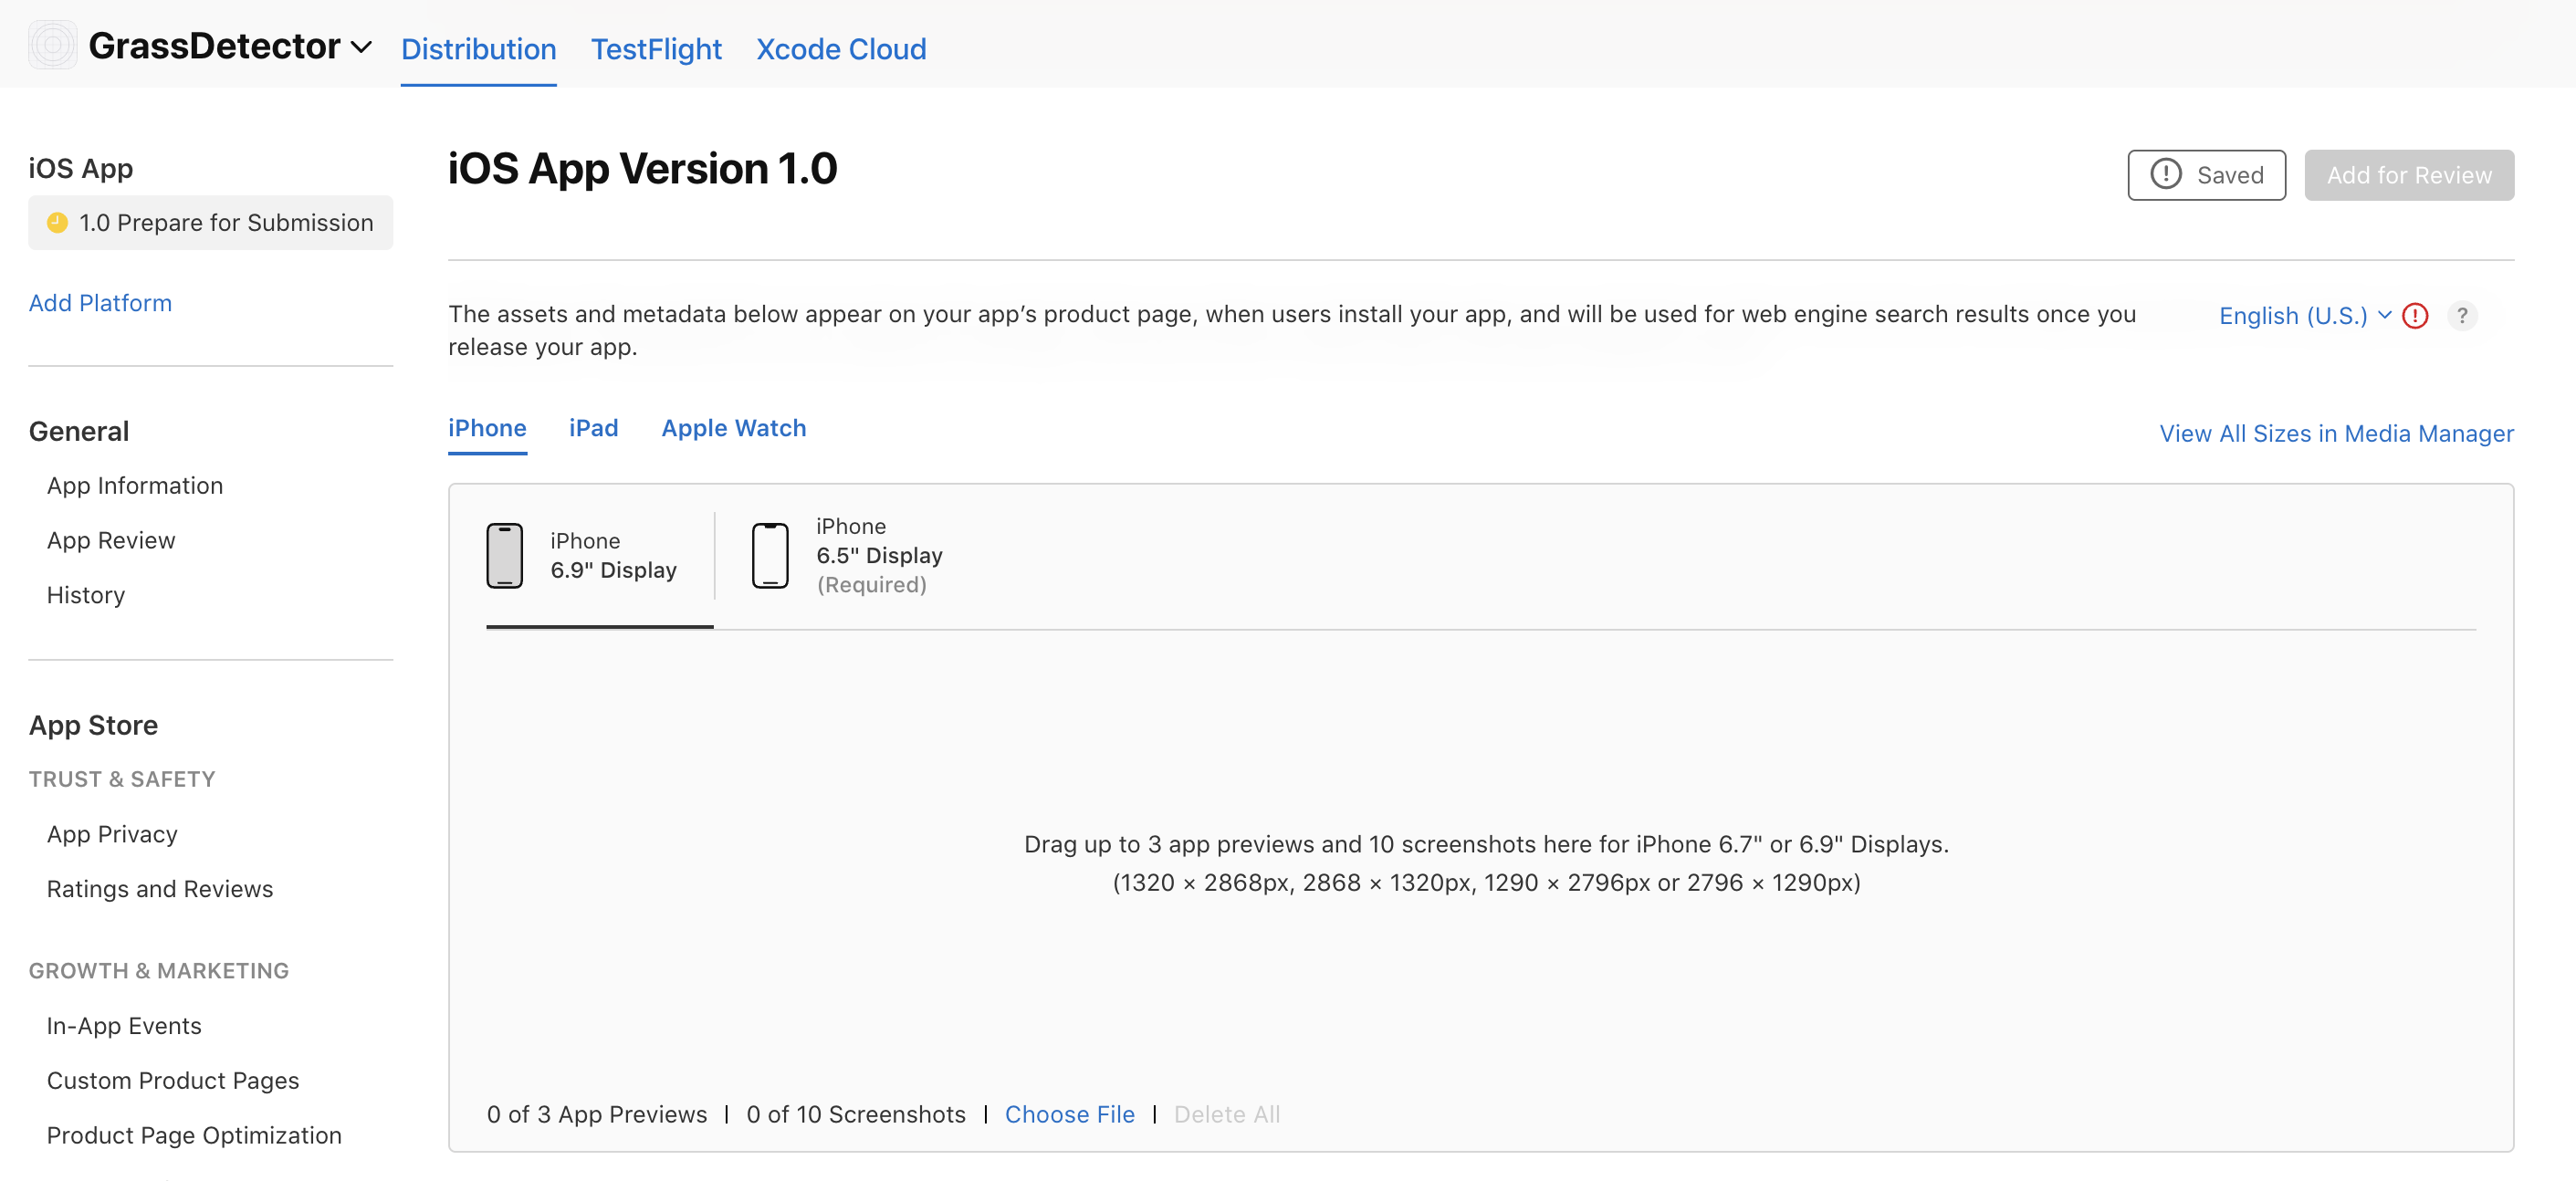 GrassDetector
Distribution
TestFlight
Xcode Cloud
iOS App
1.0 Prepare for Submission
Add Platform
General
App Information
App Review
History
App Store
TRUST & SAFETY
App Privacy
Ratings and Reviews
GROWTH & MARKETING
In-App Events
Custom Product Pages
Product Page Optimization
iOS App Version 1.0
Saved
Add for Review
The assets and metadata below appear on your app’s product page, when users install your app, and will be used for web engine search results once you
release your app.
English (U.S.)
?
iPhone
iPad
Apple Watch
View All Sizes in Media Manager
iPhone
6.9" Display
iPhone
6.5" Display
(Required)
Drag up to 3 app previews and 10 screenshots here for iPhone 6.7" or 6.9" Displays.
(1320 × 2868px, 2868 × 1320px, 1290 × 2796px or 2796 × 1290px)
0 of 3 App Previews | 0 of 10 Screenshots | Choose File | Delete All